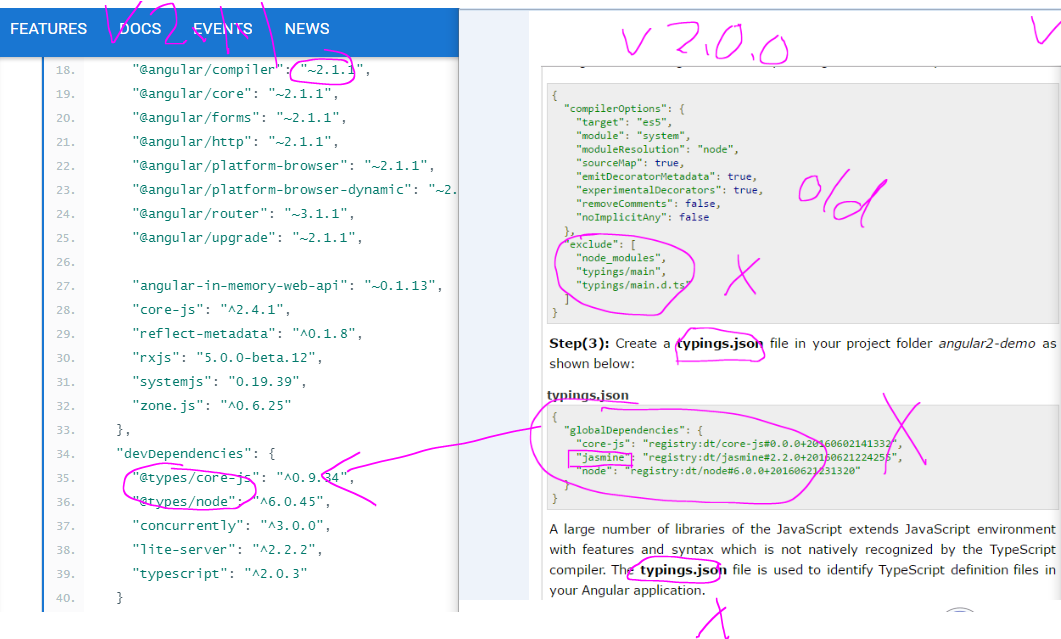 FEATURES DOCS EVENTS NEWS
V 2.1.1
18. "@angular/compiler": "~2.1.1",
19. "@angular/core": "~2.1.1",
20. "@angular/forms": "~2.1.1",
21. "@angular/http": "~2.1.1",
22. "@angular/platform-browser": "~2.1.1",
23. "@angular/platform-browser-dynamic": "~2.
24. "@angular/router": "~3.1.1",
25. "@angular/upgrade": "~2.1.1",
26.
27. "angular-in-memory-web-api": "~0.1.13",
28. "core-js": "^2.4.1",
29. "reflect-metadata": "^0.1.8",
30. "rxjs": "5.0.0-beta.12",
31. "systemjs": "0.19.39",
32. "zone.js": "^0.6.25"
33. },
34. "devDependencies": {
35. "@types/core-js": "^0.9.34",
36. "@types/node": "^6.0.45",
37. "concurrently": "^3.0.0",
38. "lite-server": "^2.2.2",
39. "typescript": "^2.0.3"
40. }
V 2.0.0
V
{
"compilerOptions": {
"target": "es5",
"module": "system",
"moduleResolution": "node",
"sourceMap": true,
"emitDecoratorMetadata": true,
"experimentalDecorators": true,
"removeComments": false,
"noImplicitAny": false
},
old
"exclude": [
"node_modules",
"typings/main",
"typings/main.d.ts"
]
}
X
Step(3): Create a typings.json file in your project folder angular2-demo as
shown below:
typings.json
{
"globalDependencies": {
"core-js": "registry:dt/core-js#0.0.0+20160602141332",
"jasmine": "registry:dt/jasmine#2.2.0+20160621224255",
"node": "registry:dt/node#6.0.0+20160621231320"
}
}
X
A large number of libraries of the JavaScript extends JavaScript environment
with features and syntax which is not natively recognized by the TypeScript
compiler. The typings.json file is used to identify TypeScript definition files in
your Angular application.
X